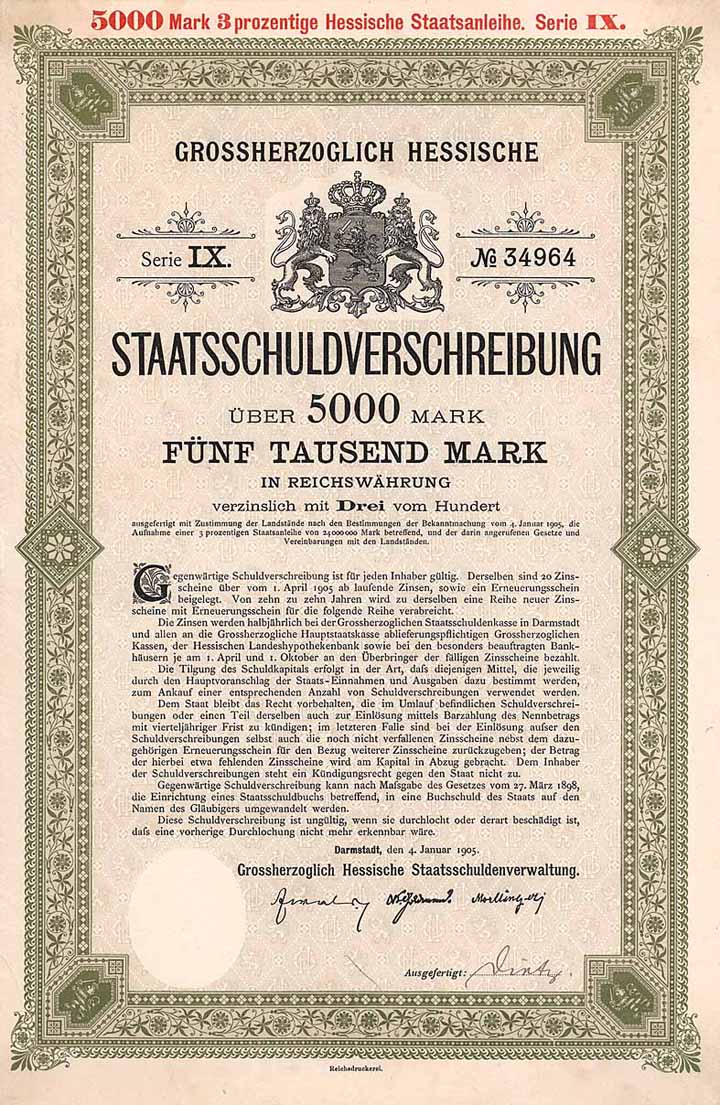 5000 Mark 3 prozentige Hessische Staatsanleihe. Serie IX.
GROSSHERZOGLICH HESSISCHE
Serie IX.
№ 34964
STAATSSCHULDVERSCHREIBUNG
ÜBER 5000 MARK
FÜNF TAUSEND MARK
IN REICHSWÄHRUNG
verzinslich mit Drei vom Hundert
ausgefertigt mit Zustimmung der Landstände nach den Bestimmungen der Bekanntmachung vom 4. Januar 1905, die
Aufnahme einer 3 prozentigen Staatsanleihe von 24000000 Mark betreffend, und der darin angerufenen Gesetze und
Vereinbarungen mit den Landständen.
Gegenwärtige Schuldverschreibung ist für jeden Inhaber gültig. Derselben sind 20 Zins-
scheine über vom 1. April 1905 ab laufende Zinsen, sowie ein Erneuerungsschein
beigelegt. Von zehn zu zehn Jahren wird zu derselben eine Reihe neuer Zins-
scheine mit Erneuerungsschein für die folgende Reihe verabreicht.
Die Zinsen werden halbjährlich bei der Grossherzoglichen Staatsschuldenkasse in Darmstadt
und allen an die Grossherzogliche Hauptstaatskasse ablieferungspflichtigen Grossherzoglichen
Kassen, der Hessischen Landeshypothekenbank sowie bei den besonders beauftragten Bank-
häusern je am 1. April und 1. Oktober an den Überbringer der fälligen Zinsscheine bezahlt.
Die Tilgung des Schuldkapitals erfolgt in der Art, daſs diejenigen Mittel, die jeweilig
durch den Hauptvoranschlag der Staats-Einnahmen und Ausgaben dazu bestimmt werden,
zum Ankauf einer entsprechenden Anzahl von Schuldverschreibungen verwendet werden.
Dem Staat bleibt das Recht vorbehalten, die im Umlauf befindlichen Schuldverschrei-
bungen oder einen Teil derselben auch zur Einlösung mittels Barzahlung des Nennbetrags
mit vierteljähriger Frist zu kündigen; im letzteren Falle sind bei der Einlösung auſser den
Schuldverschreibungen selbst auch die noch nicht verfallenen Zinsscheine nebst dem dazu-
gehörigen Erneuerungsschein für den Bezug weiterer Zinsscheine zurückzugeben; der Betrag
der hierbei etwa fehlenden Zinsscheine wird am Kapital in Abzug gebracht. Dem Inhaber
der Schuldverschreibungen steht ein Kündigungsrecht gegen den Staat nicht zu.
Gegenwärtige Schuldverschreibung kann nach Maſsgabe des Gesetzes vom 27. März 1898,
die Einrichtung eines Staatsschuldbuchs betreffend, in eine Buchschuld des Staats auf den
Namen des Gläubigers umgewandelt werden.
Diese Schuldverschreibung ist ungültig, wenn sie durchlocht oder derart beschädigt ist,
daſs eine vorherige Durchlochung nicht mehr erkennbar wäre.
Darmstadt, den 4. Januar 1905.
Grossherzoglich Hessische Staatsschuldenverwaltung.
Ausgefertigt:
Reichsdruckerei.